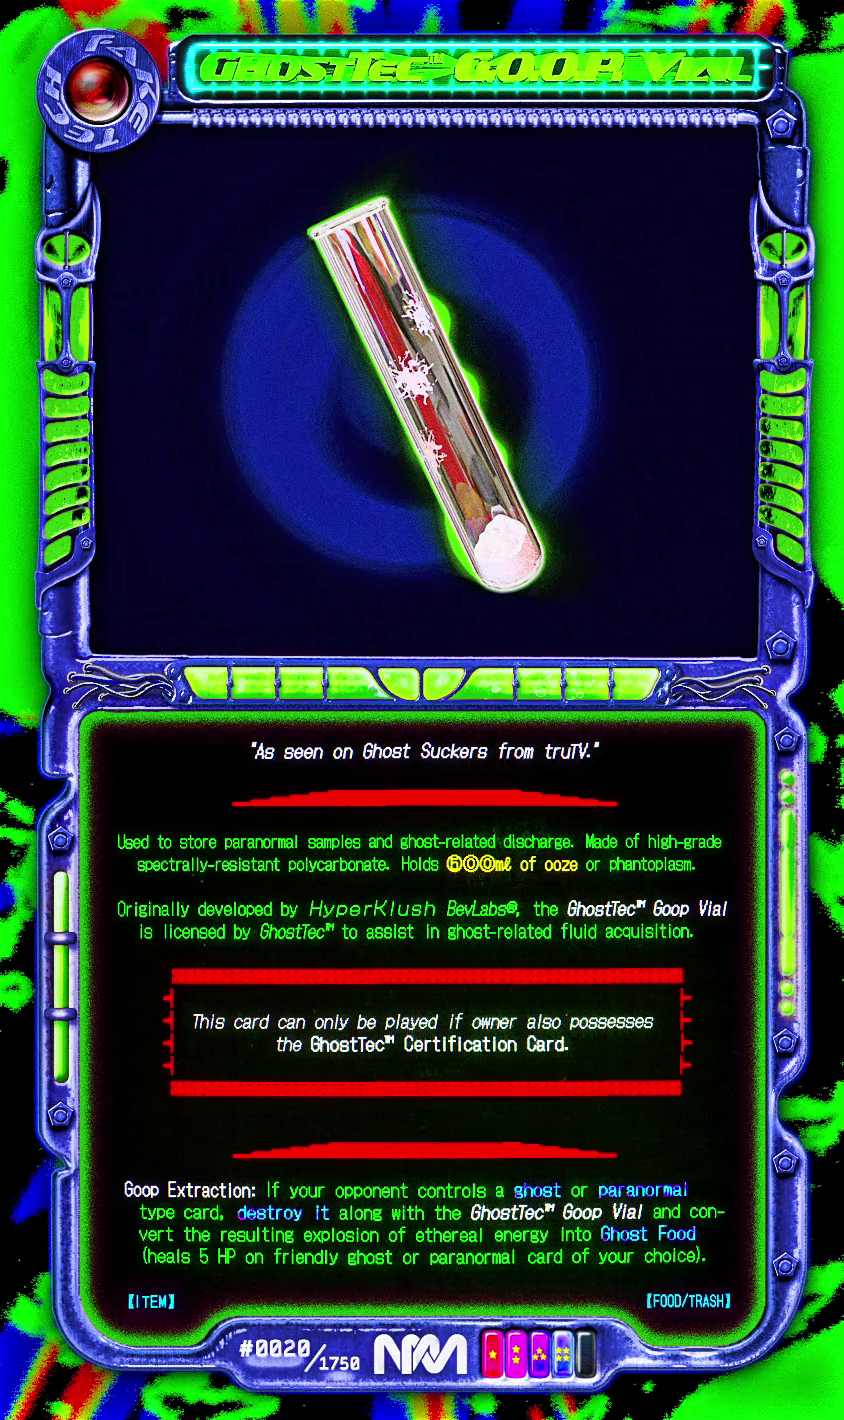 FAKE TECH
GhostTec™ G.O.O.P. Vial
"As seen on Ghost Suckers from truTV."
Used to store paranormal samples and ghost-related discharge. Made of high-grade
spectrally-resistant polycarbonate. Holds ⑥⓪⓪mℓ of ooze or phantoplasm.
Originally developed by HyperKlush BevLabs®, the GhostTec™ Goop Vial
is licensed by GhostTec™ to assist in ghost-related fluid acquisition.
This card can only be played if owner also possesses
the GhostTec™ Certification Card.
Goop Extraction: If your opponent controls a ghost or paranormal
type card, destroy it along with the GhostTec™ Goop Vial and con-
vert the resulting explosion of ethereal energy into Ghost Food
(heals 5 HP on friendly ghost or paranormal card of your choice).
【ITEM】 【FOOD/TRASH】
#0020/1750